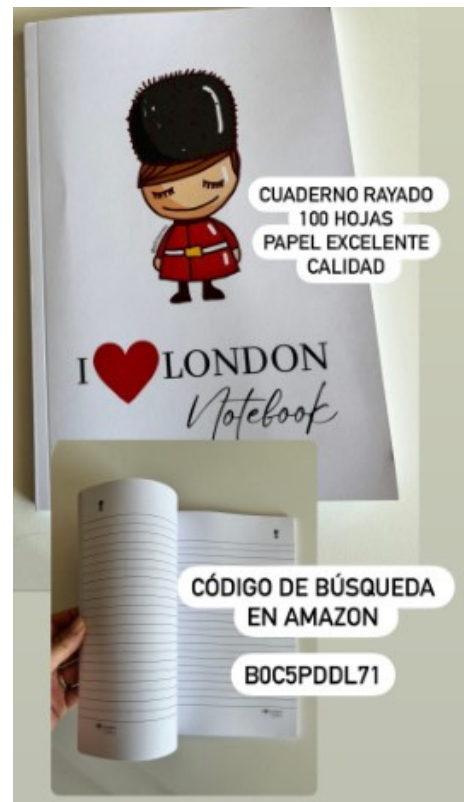 CUADERNO RAYADO
100 HOJAS
PAPEL EXCELENTE
CALIDAD
I LONDON
Notebook
CÓDIGO DE BÚSQUEDA
EN AMAZON
B0C5PDDL71